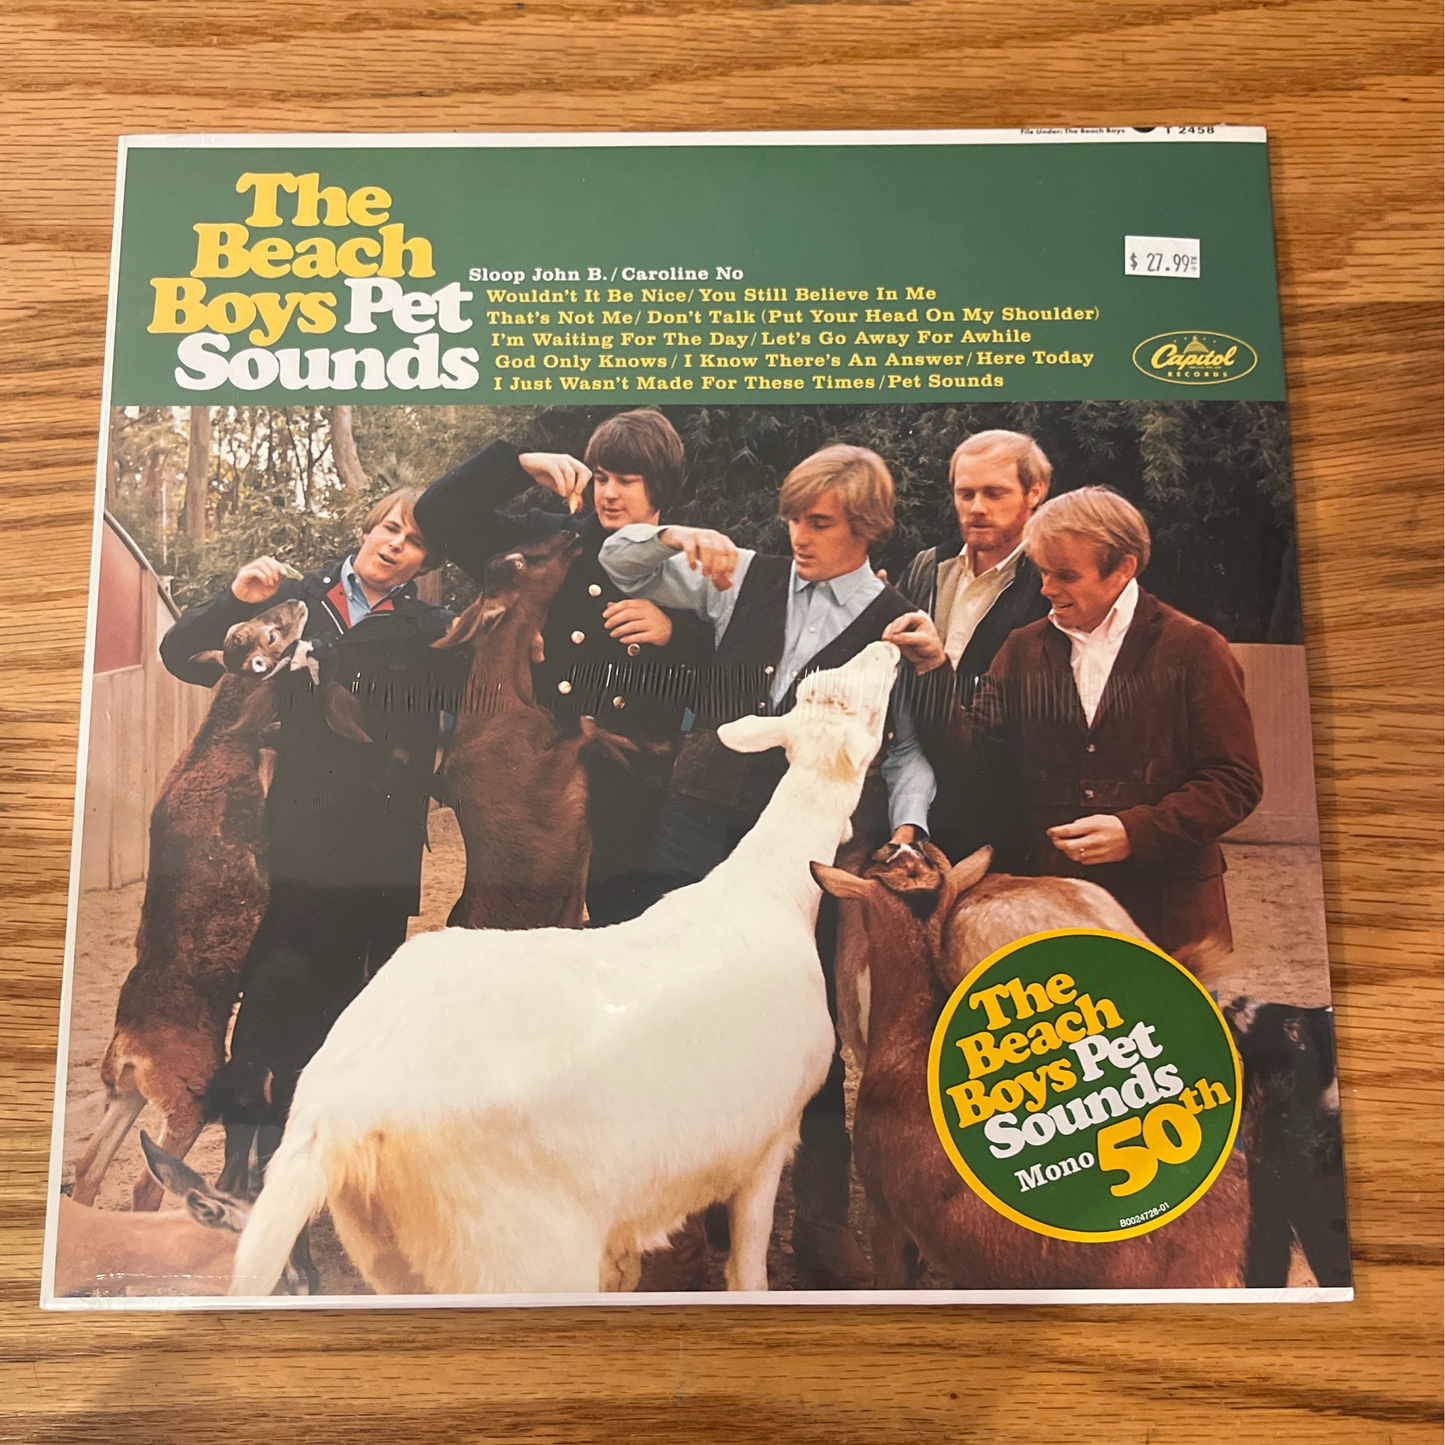 File Under: The Beach Boys T 2458
The
Beach
Boys Pet
Sounds
Sloop John B. / Caroline No
Wouldn't It Be Nice / You Still Believe In Me
That's Not Me / Don't Talk (Put Your Head On My Shoulder)
I'm Waiting For The Day / Let's Go Away For Awhile
God Only Knows / I Know There's An Answer / Here Today
I Just Wasn't Made For These Times / Pet Sounds
$ 27.99
Capitol
RECORDS
The
Beach
Boys Pet
Sounds
Mono 50th
B0024728-01